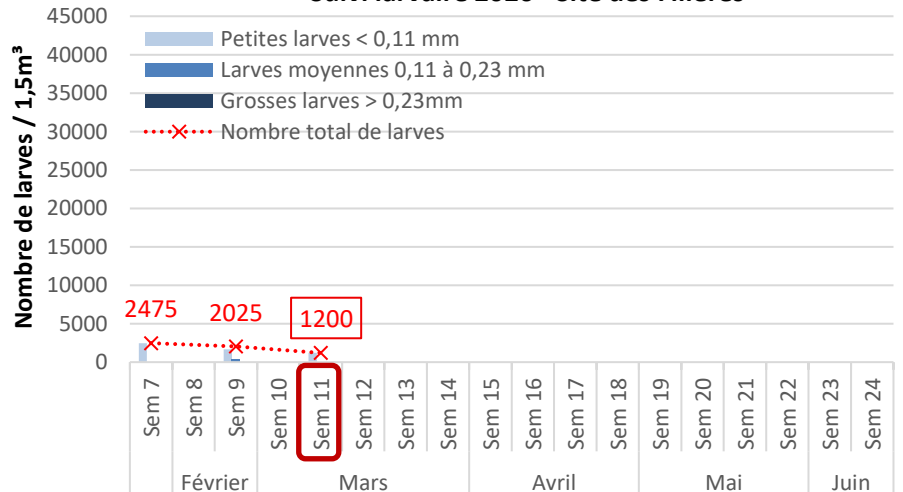 45000
40000
35000
30000
25000
20000
15000
10000
5000
0
Nombre de larves / 1,5m³
Petites larves < 0,11 mm
Larves moyennes 0,11 à 0,23 mm
Grosses larves > 0,23mm
Nombre total de larves
2475
2025
1200
Sem 7
Sem 8
Sem 9
Sem 10
Sem 11
Sem 12
Sem 13
Sem 14
Sem 15
Sem 16
Sem 17
Sem 18
Sem 19
Sem 20
Sem 21
Sem 22
Sem 23
Sem 24
Février
Mars
Avril
Mai
Juin